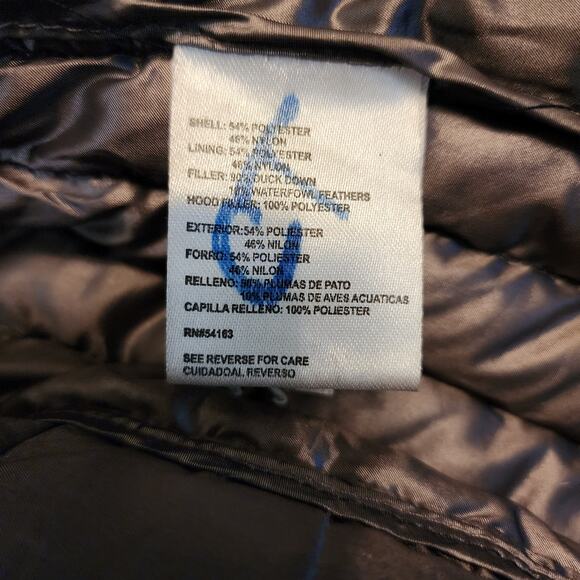 SHELL: 54% POLYESTER
46% NYLON
LINING: 54% POLYESTER
46% NYLON
FILLER: 90% DUCK DOWN
10% WATERFOWL FEATHERS
HOOD FILLER: 100% POLYESTER
EXTERIOR:54% POLIESTER
46% NILON
FORRO: 54% POLIESTER
46% NILON
RELLENO: 90% PLUMAS DE PATO
10% PLUMAS DE AVES ACUATICAS
CAPILLA RELLENO: 100% POLIESTER
RN#54163
SEE REVERSE FOR CARE
CUIDADOAL REVERSO